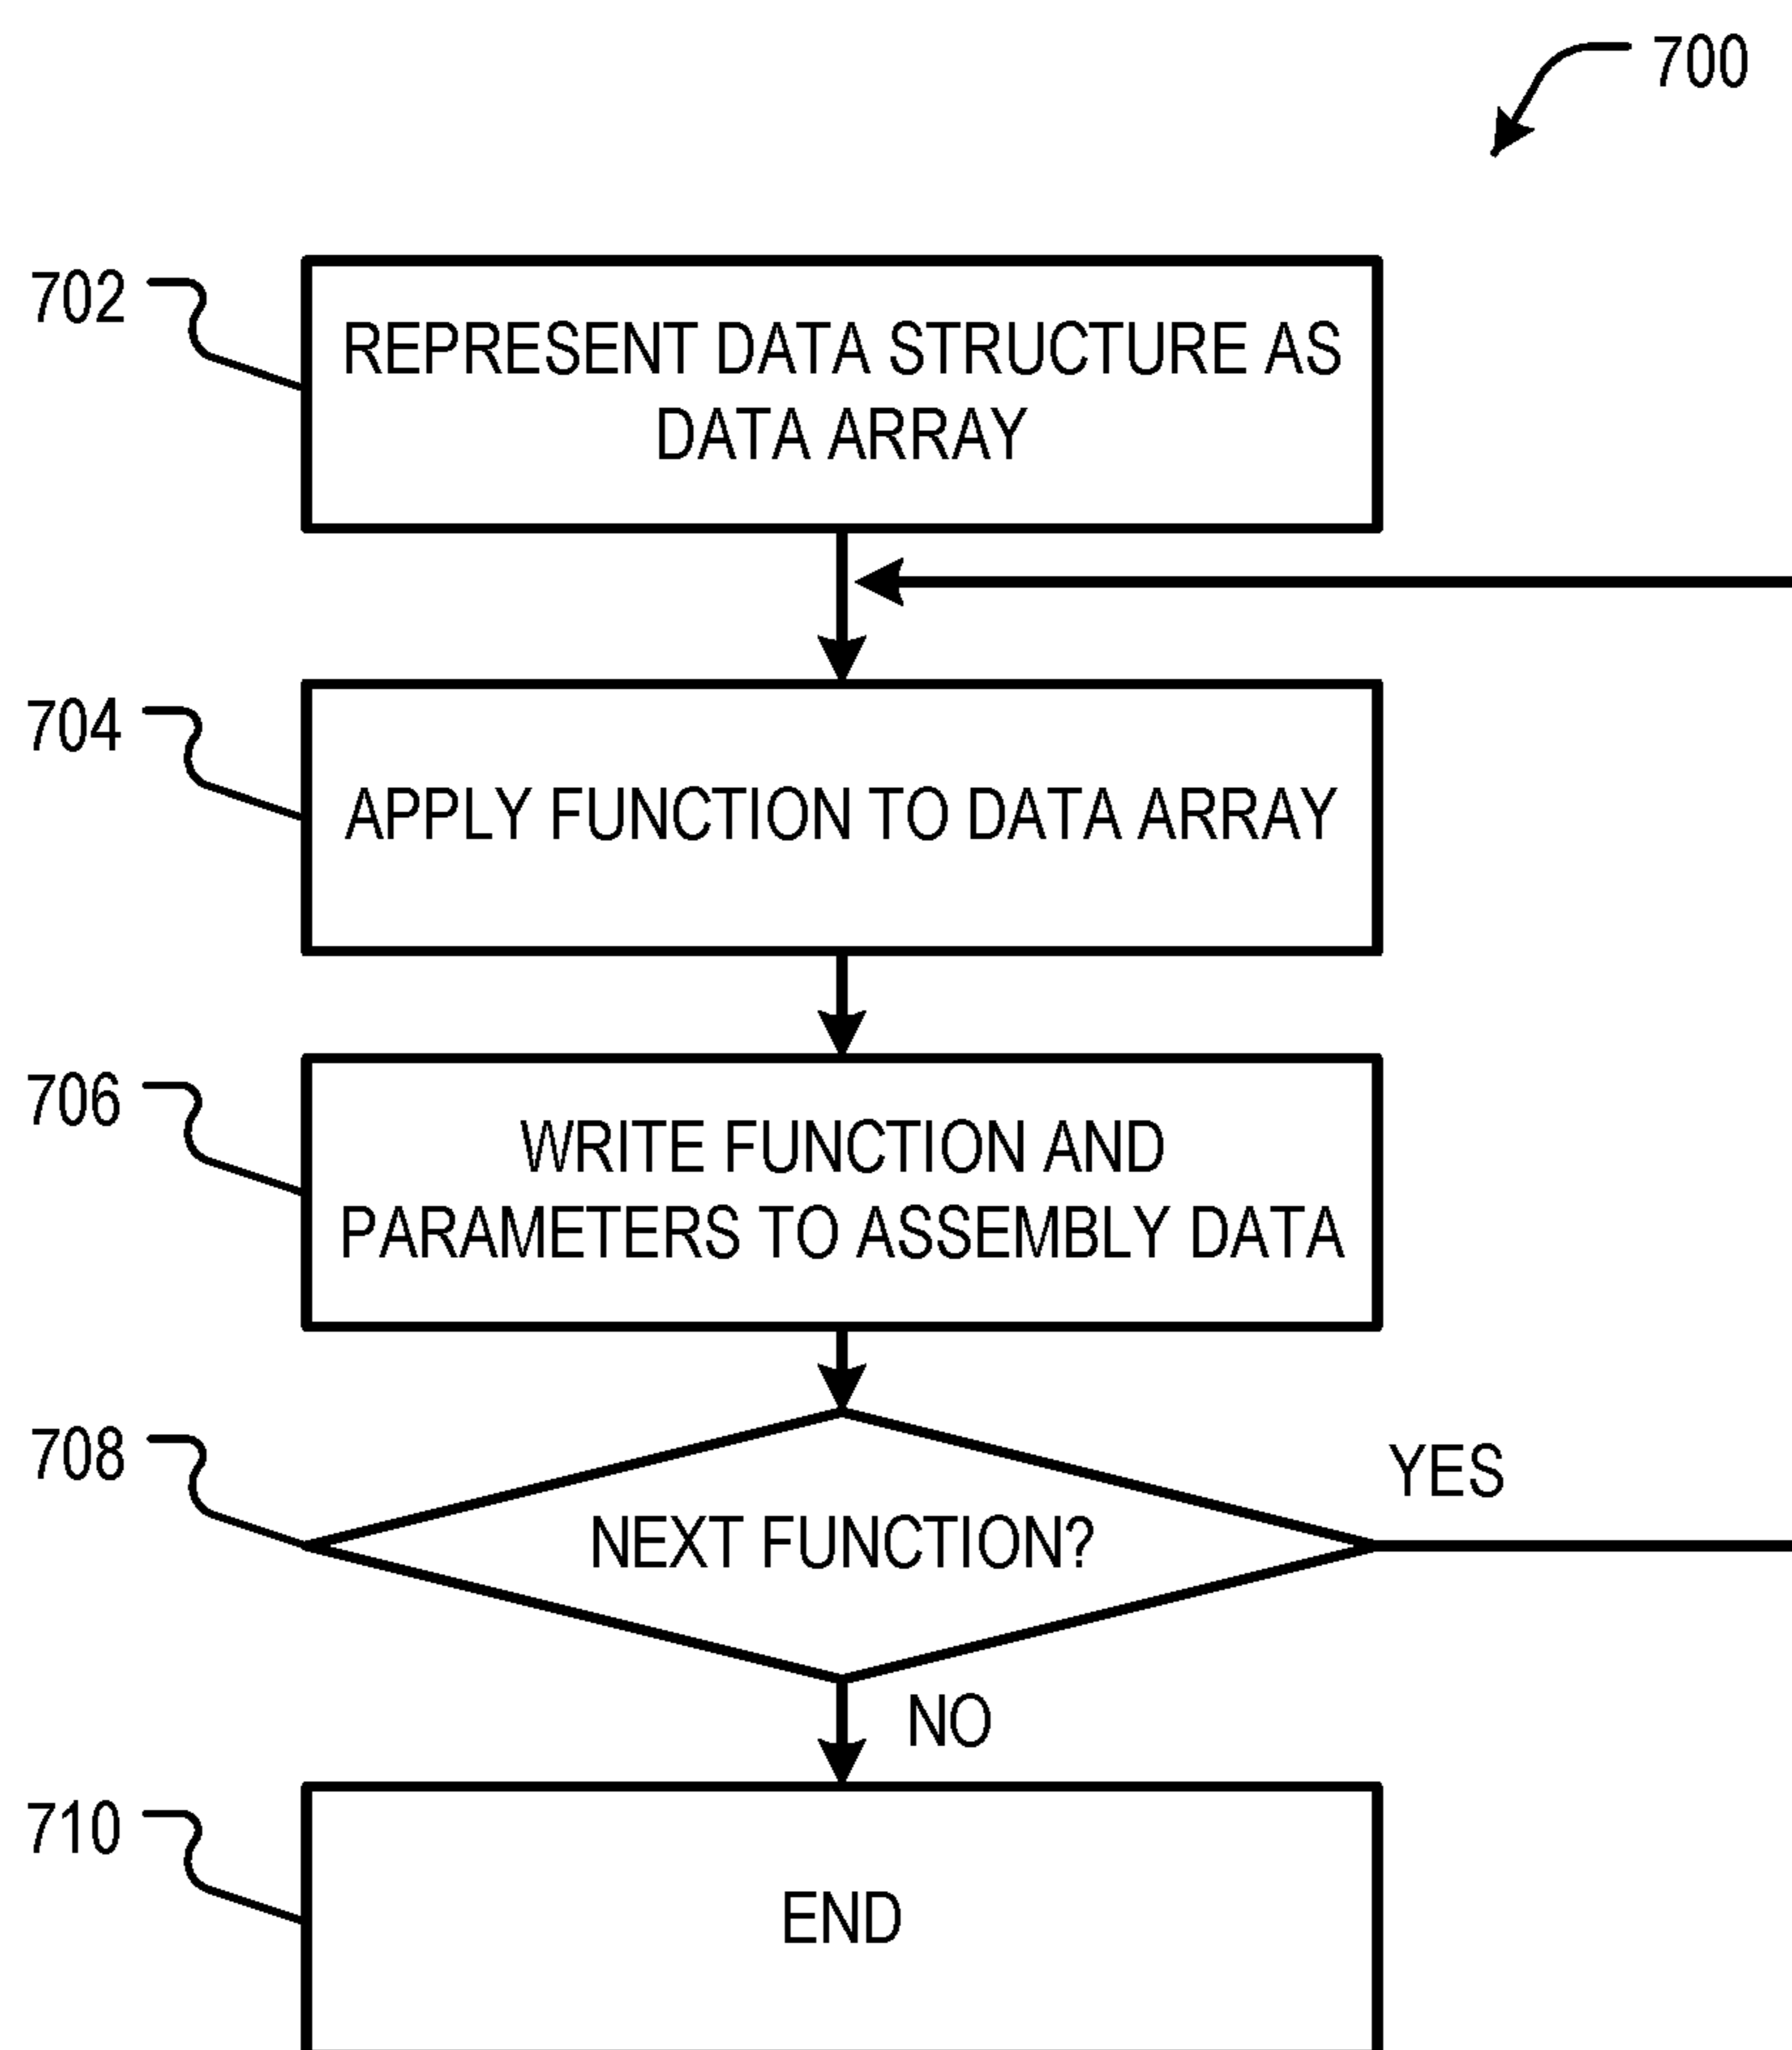 700
702
REPRESENT DATA STRUCTURE AS
DATA ARRAY
704
APPLY FUNCTION TO DATA ARRAY
706
WRITE FUNCTION AND
PARAMETERS TO ASSEMBLY DATA
708
NEXT FUNCTION?
YES
NO
710
END